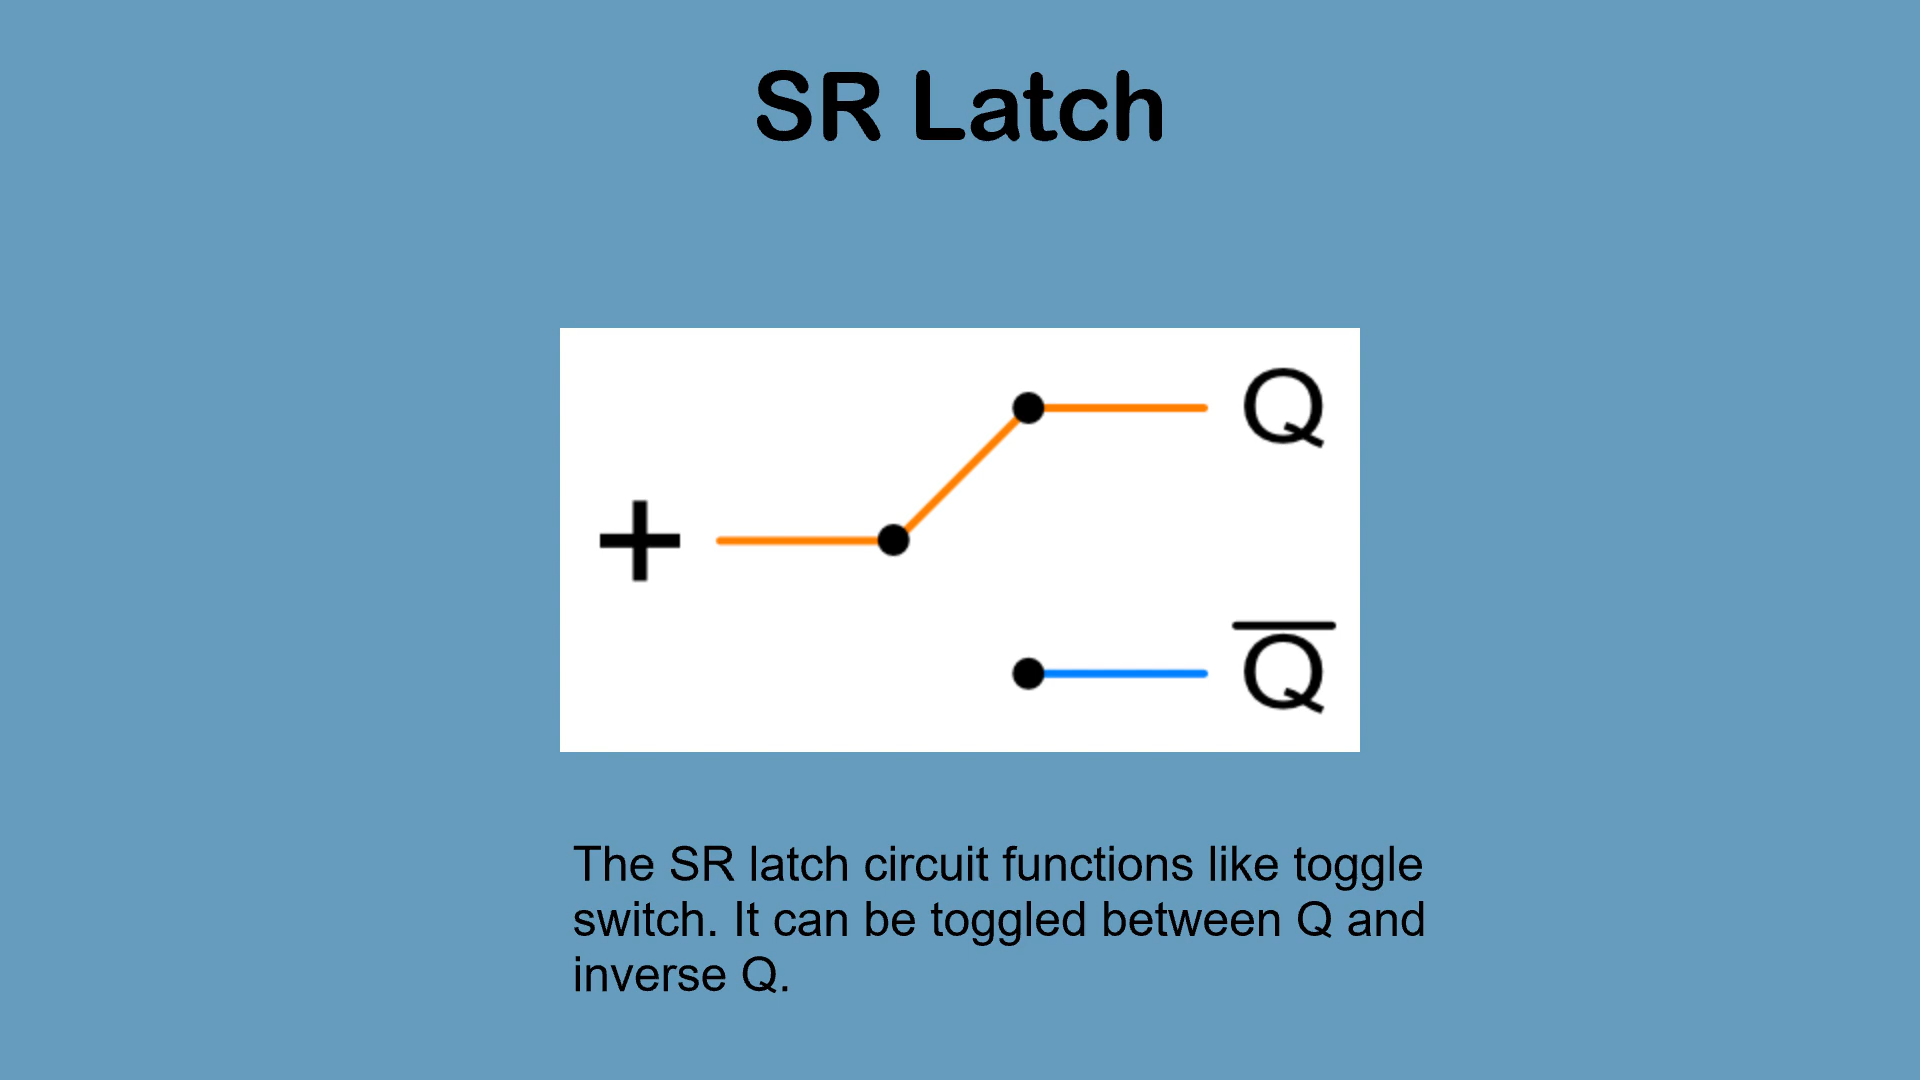 SR Latch
Q
+
Q̅
The SR latch circuit functions like toggle
switch. It can be toggled between Q and
inverse Q.